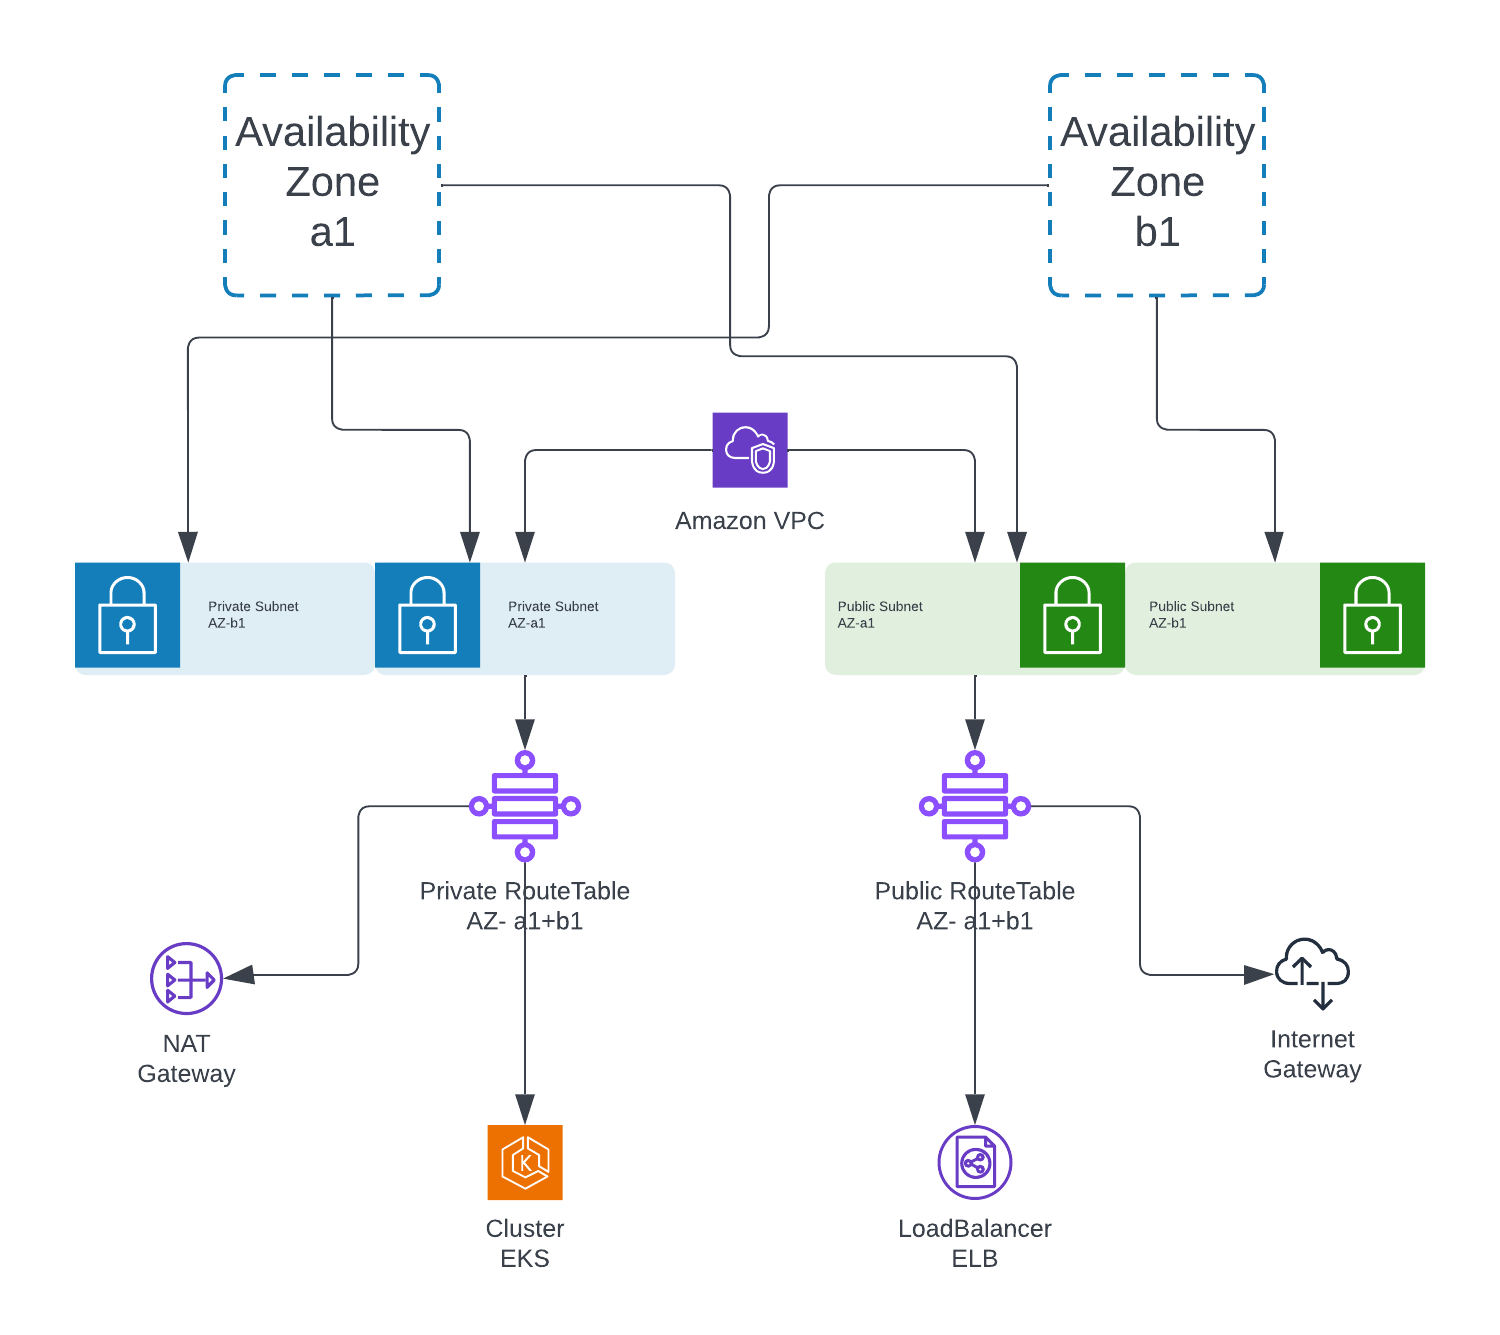 Availability
Zone
a1
Availability
Zone
b1
Amazon VPC
Private Subnet
AZ-b1
Private Subnet
AZ-a1
Public Subnet
AZ-a1
Public Subnet
AZ-b1
Private RouteTable
AZ- a1+b1
Public RouteTable
AZ- a1+b1
NAT
Gateway
Internet
Gateway
Cluster
EKS
LoadBalancer
ELB